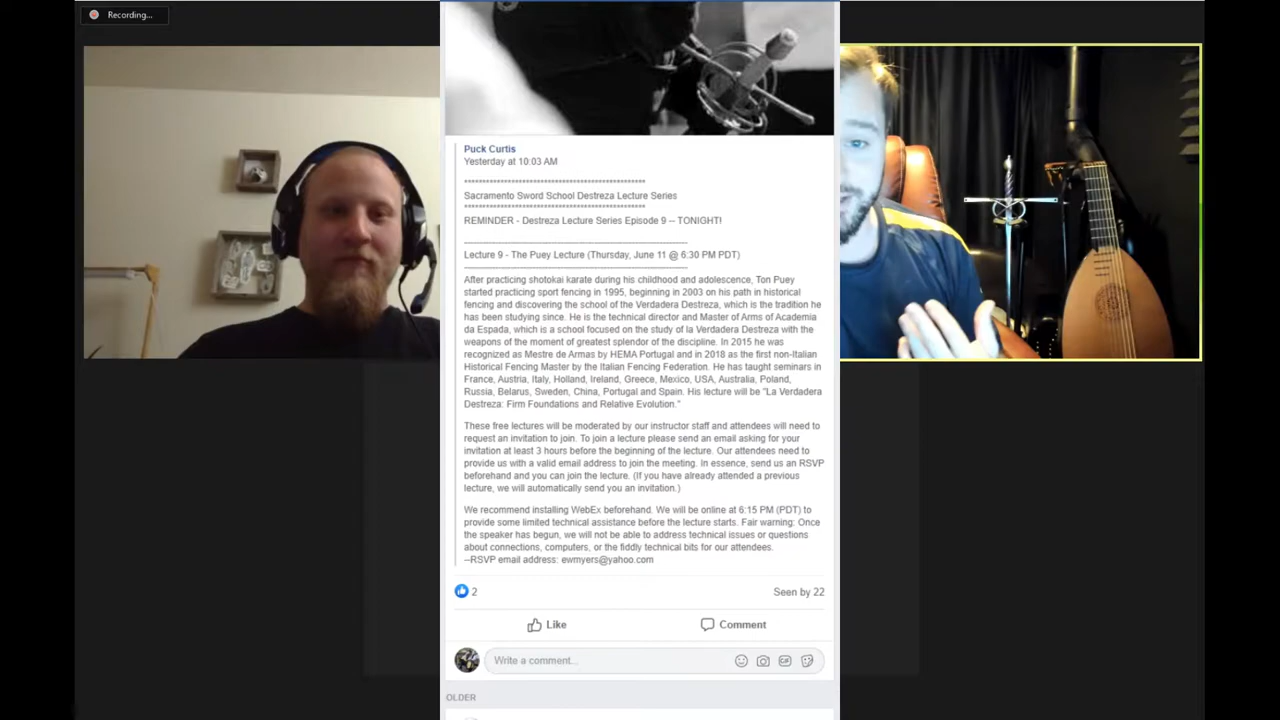 Recording...
Puck Curtis
Yesterday at 10:03 AM
**************************************************
Sacramento Sword School Destreza Lecture Series
**************************************************
REMINDER - Destreza Lecture Series Episode 9 -- TONIGHT!
--------------------------------------------------------------
Lecture 9 - The Puey Lecture (Thursday, June 11 @ 6:30 PM PDT)
--------------------------------------------------------------
After practicing shotokai karate during his childhood and adolescence, Ton Puey
started practicing sport fencing in 1995, beginning in 2003 on his path in historical
fencing and discovering the school of the Verdadera Destreza, which is the tradition he
has been studying since. He is the technical director and Master of Arms of Academia
da Espada, which is a school focused on the study of la Verdadera Destreza with the
weapons of the moment of greatest splendor of the discipline. In 2015 he was
recognized as Mestre de Armas by HEMA Portugal and in 2018 as the first non-Italian
Historical Fencing Master by the Italian Fencing Federation. He has taught seminars in
France, Austria, Italy, Holland, Ireland, Greece, Mexico, USA, Australia, Poland,
Russia, Belarus, Sweden, China, Portugal and Spain. His lecture will be "La Verdadera
Destreza: Firm Foundations and Relative Evolution."
These free lectures will be moderated by our instructor staff and attendees will need to
request an invitation to join. To join a lecture please send an email asking for your
invitation at least 3 hours before the beginning of the lecture. Our attendees need to
provide us with a valid email address to join the meeting. In essence, send us an RSVP
beforehand and you can join the lecture. (If you have already attended a previous
lecture, we will automatically send you an invitation.)
We recommend installing WebEx beforehand. We will be online at 6:15 PM (PDT) to
provide some limited technical assistance before the lecture starts. Fair warning: Once
the speaker has begun, we will not be able to address technical issues or questions
about connections, computers, or the fiddly technical bits for our attendees.
--RSVP email address: ewmyers@yahoo.com
2
Seen by 22
Like
Comment
Write a comment...
GIF
OLDER